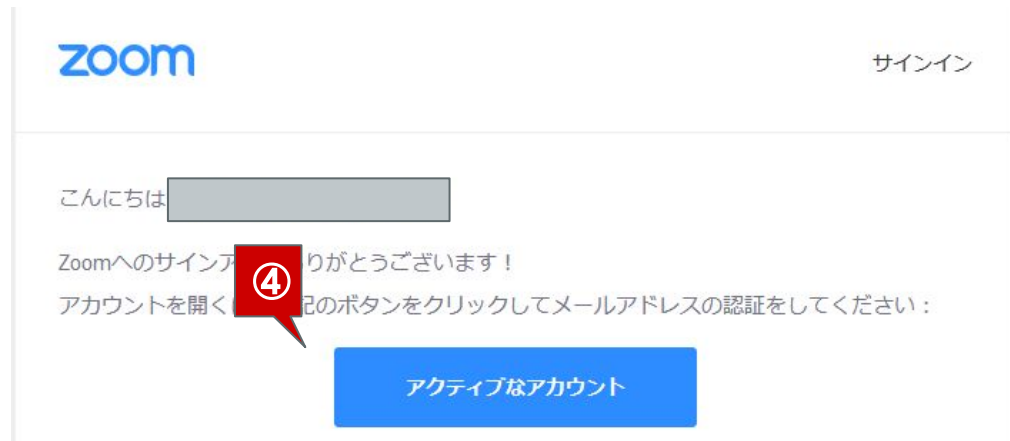 zoom
サインイン
こんにちは
Zoomへのサインア りがとうございます！
④
アカウントを開く 記のボタンをクリックしてメールアドレスの認証をしてください：
アクティブなアカウント